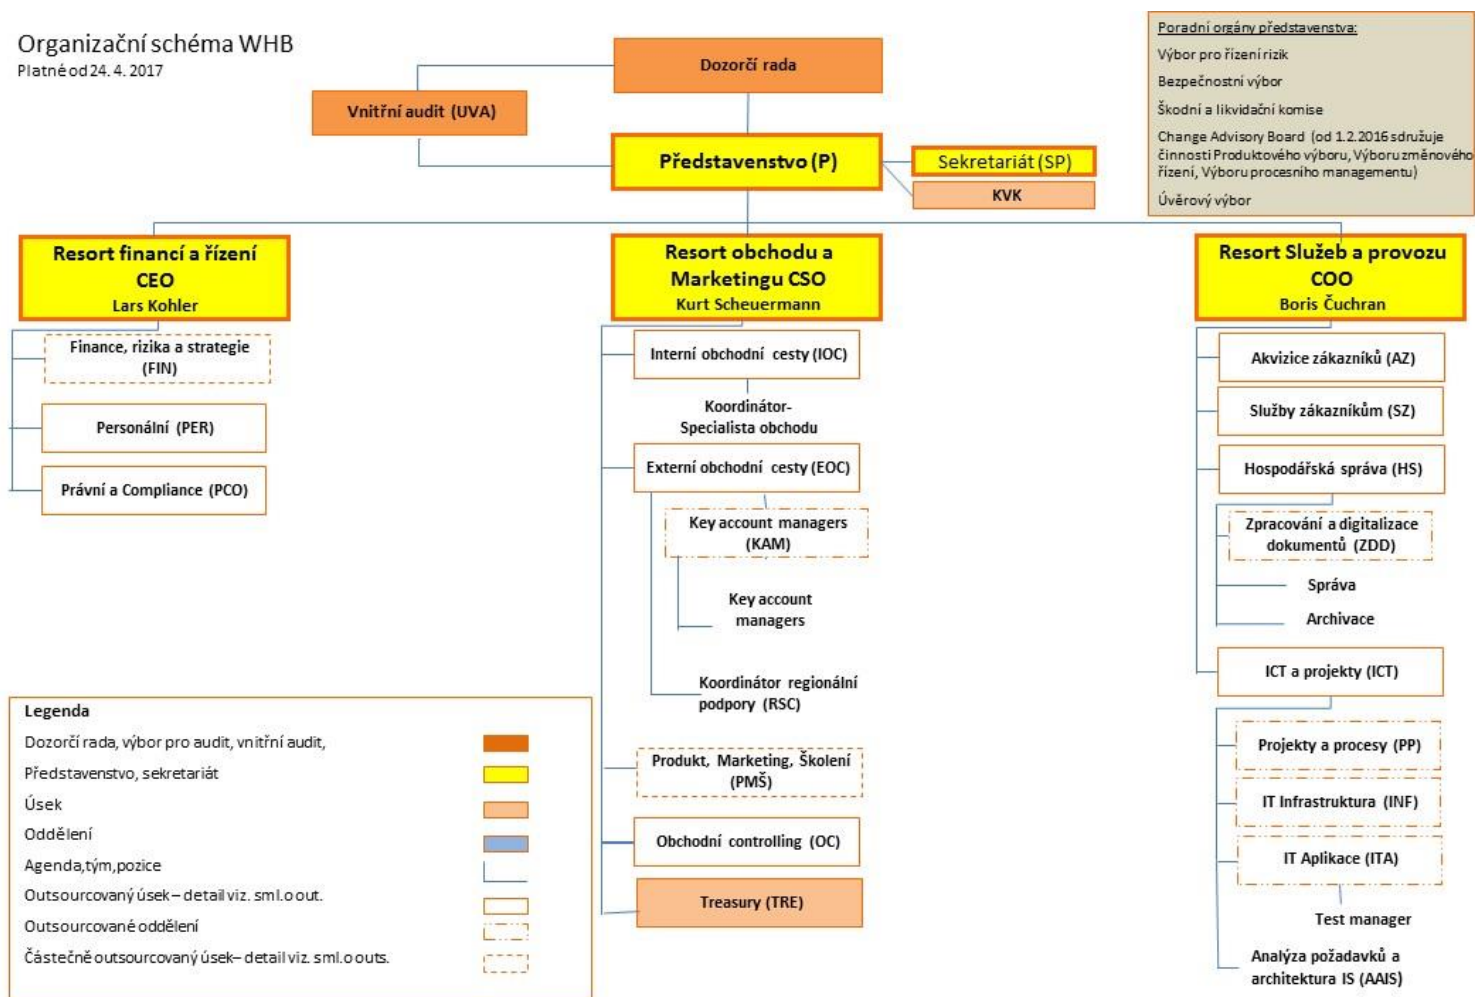 Organizační schéma WHB
Platné od 24. 4. 2017
Dozorčí rada
Vnitřní audit (UVA)
Představenstvo (P)
Sekretariát (SP)
KVK
Poradní orgány představenstva:
Výbor pro řízení rizik
Bezpečnostní výbor
Škodní a likvidační komise
Change Advisory Board (od 1.2.2016 sdružuje
činnosti Produktového výboru, Výboru změnového
řízení, Výboru procesního managementu)
Úvěrový výbor
Resort financí a řízení
CEO
Lars Kohler
Finance, rizika a strategie
(FIN)
Personální (PER)
Právní a Compliance (PCO)
Resort obchodu a
Marketingu CSO
Kurt Scheuermann
Interní obchodní cesty (IOC)
Koordinátor-
Specialista obchodu
Externí obchodní cesty (EOC)
Key account managers
(KAM)
Key account
managers
Koordinátor regionální
podpory (RSC)
Produkt, Marketing, Školení
(PMŠ)
Obchodní controlling (OC)
Treasury (TRE)
Resort Služeb a provozu
COO
Boris Čuchran
Akvizice zákazníků (AZ)
Služby zákazníkům (SZ)
Hospodářská správa (HS)
Zpracování a digitalizace
dokumentů (ZDD)
Správa
Archivace
ICT a projekty (ICT)
Projekty a procesy (PP)
IT Infrastruktura (INF)
IT Aplikace (ITA)
Test manager
Analýza požadavků a
architektura IS (AAIS)
Legenda
Dozorčí rada, výbor pro audit, vnitřní audit,
Představenstvo, sekretariát
Úsek
Oddělení
Agenda,tým,pozice
Outsourcovaný úsek– detail viz. sml.o out.
Outsourcované oddělení
Částečně outsourcovaný úsek– detail viz. sml.o outs.